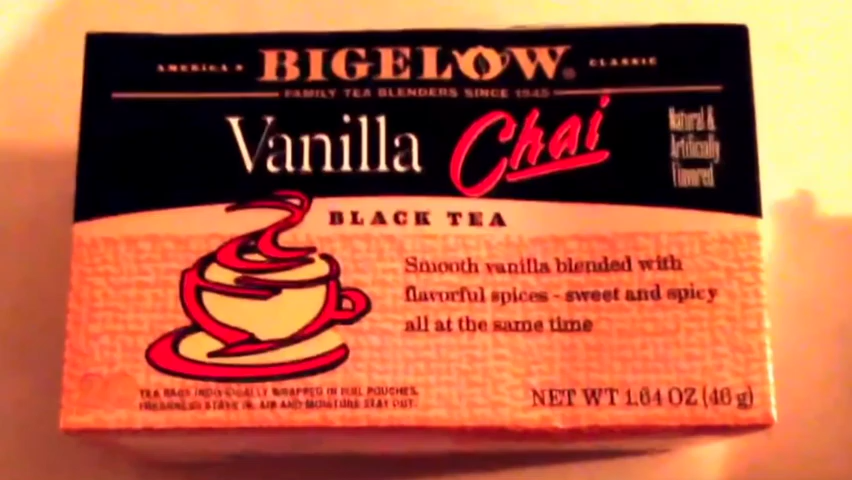 AMERICA'S BIGELOW® CLASSIC
FAMILY TEA BLENDERS SINCE 1945
Vanilla Chai
Natural &
Artificially
Flavored
BLACK TEA
Smooth vanilla blended with
flavorful spices - sweet and spicy
all at the same time
TEA BAGS INDIVIDUALLY WRAPPED IN FOIL POUCHES.
FRESHNESS STAYS IN, AIR AND MOISTURE STAY OUT.
NET WT 1.64 OZ (46 g)